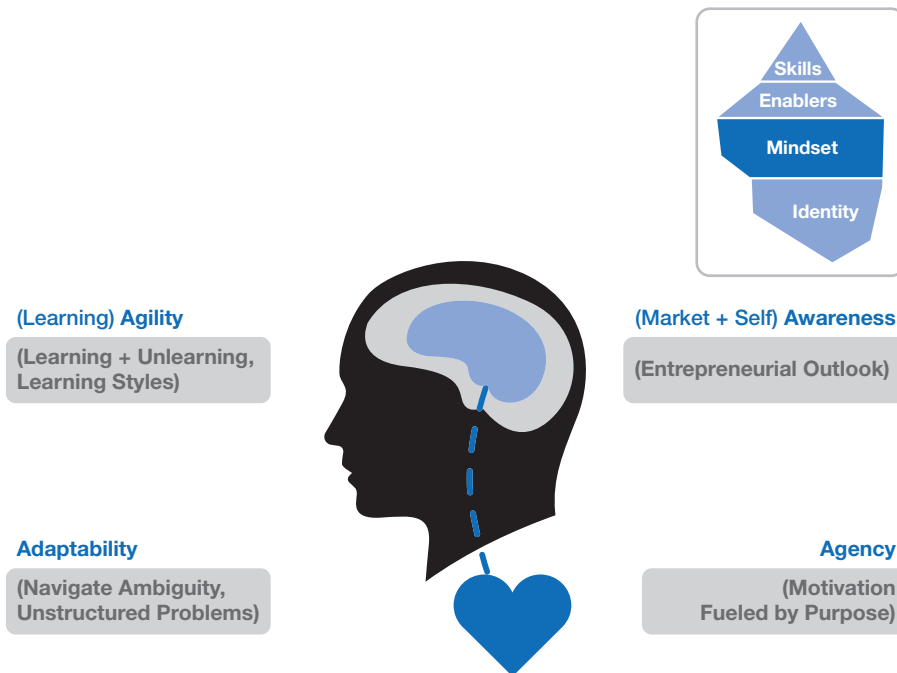 Skills
Enablers
Mindset
Identity
(Learning) Agility
(Learning + Unlearning,
Learning Styles)
(Market + Self) Awareness
(Entrepreneurial Outlook)
Adaptability
(Navigate Ambiguity,
Unstructured Problems)
Agency
(Motivation
Fueled by Purpose)